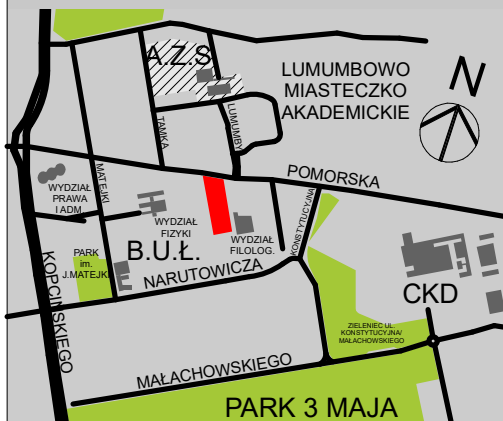 A.Z.S
LUMUMBOWO
MIASTECZKO
AKADEMICKIE
N
TAMKA
LUMUMBY
MATEJKI
POMORSKA
WYDZIAŁ
PRAWA
I ADM.
WYDZIAŁ
FIZYKI
WYDZIAŁ
FILOLOG.
KONSTYTUCYJNA
B.U.Ł.
PARK
im.
J.MATEJKI
NARUTOWICZA
KOPCIŃSKIEGO
CKD
ZIELENIEC UL.
KONSTYTUCYJNA/
MAŁACHOWSKIEGO
MAŁACHOWSKIEGO
PARK 3 MAJA